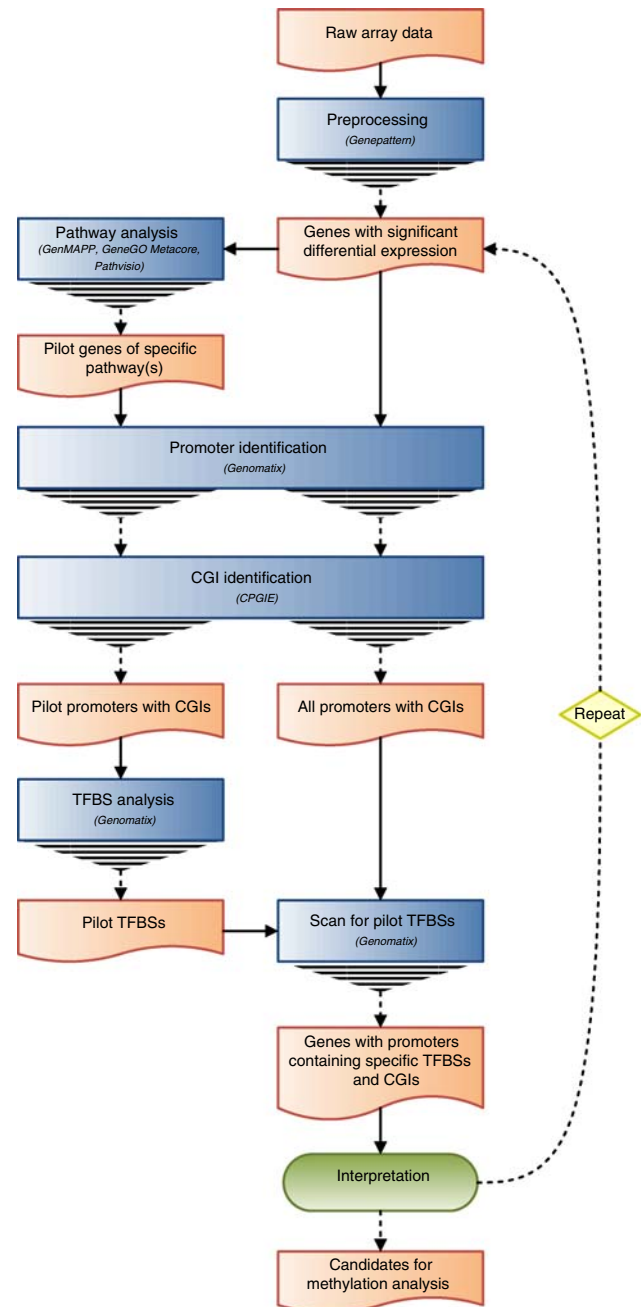 Raw array data
Preprocessing
(Genepattern)
Pathway analysis
(GenMAPP, GeneGO Metacore,
Pathvisio)
Genes with significant
differential expression
Pilot genes of specific
pathway(s)
Promoter identification
(Genomatix)
CGI identification
(CPGIE)
Pilot promoters with CGIs
All promoters with CGIs
Repeat
TFBS analysis
(Genomatix)
Pilot TFBSs
Scan for pilot TFBSs
(Genomatix)
Genes with promoters
containing specific TFBSs
and CGIs
Interpretation
Candidates for
methylation analysis